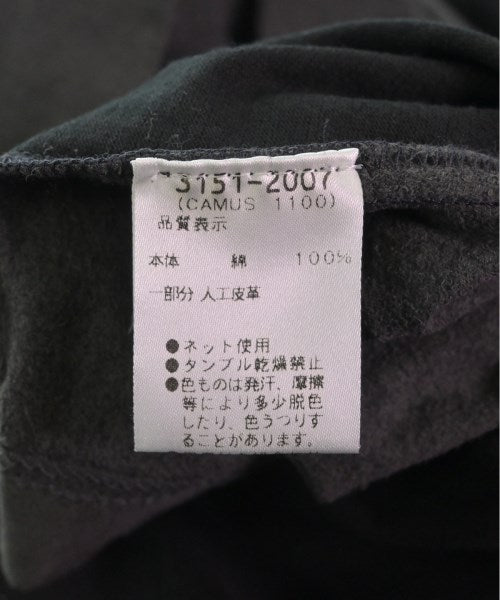 3151-2007
(CAMUS 1100)
品質表示
本体 綿 100%
一部分 人工皮革
●ネット使用
●タンブル乾燥禁止
●色ものは発汗、摩擦
等により多少脱色
したり、色うつりす
ることがあります。